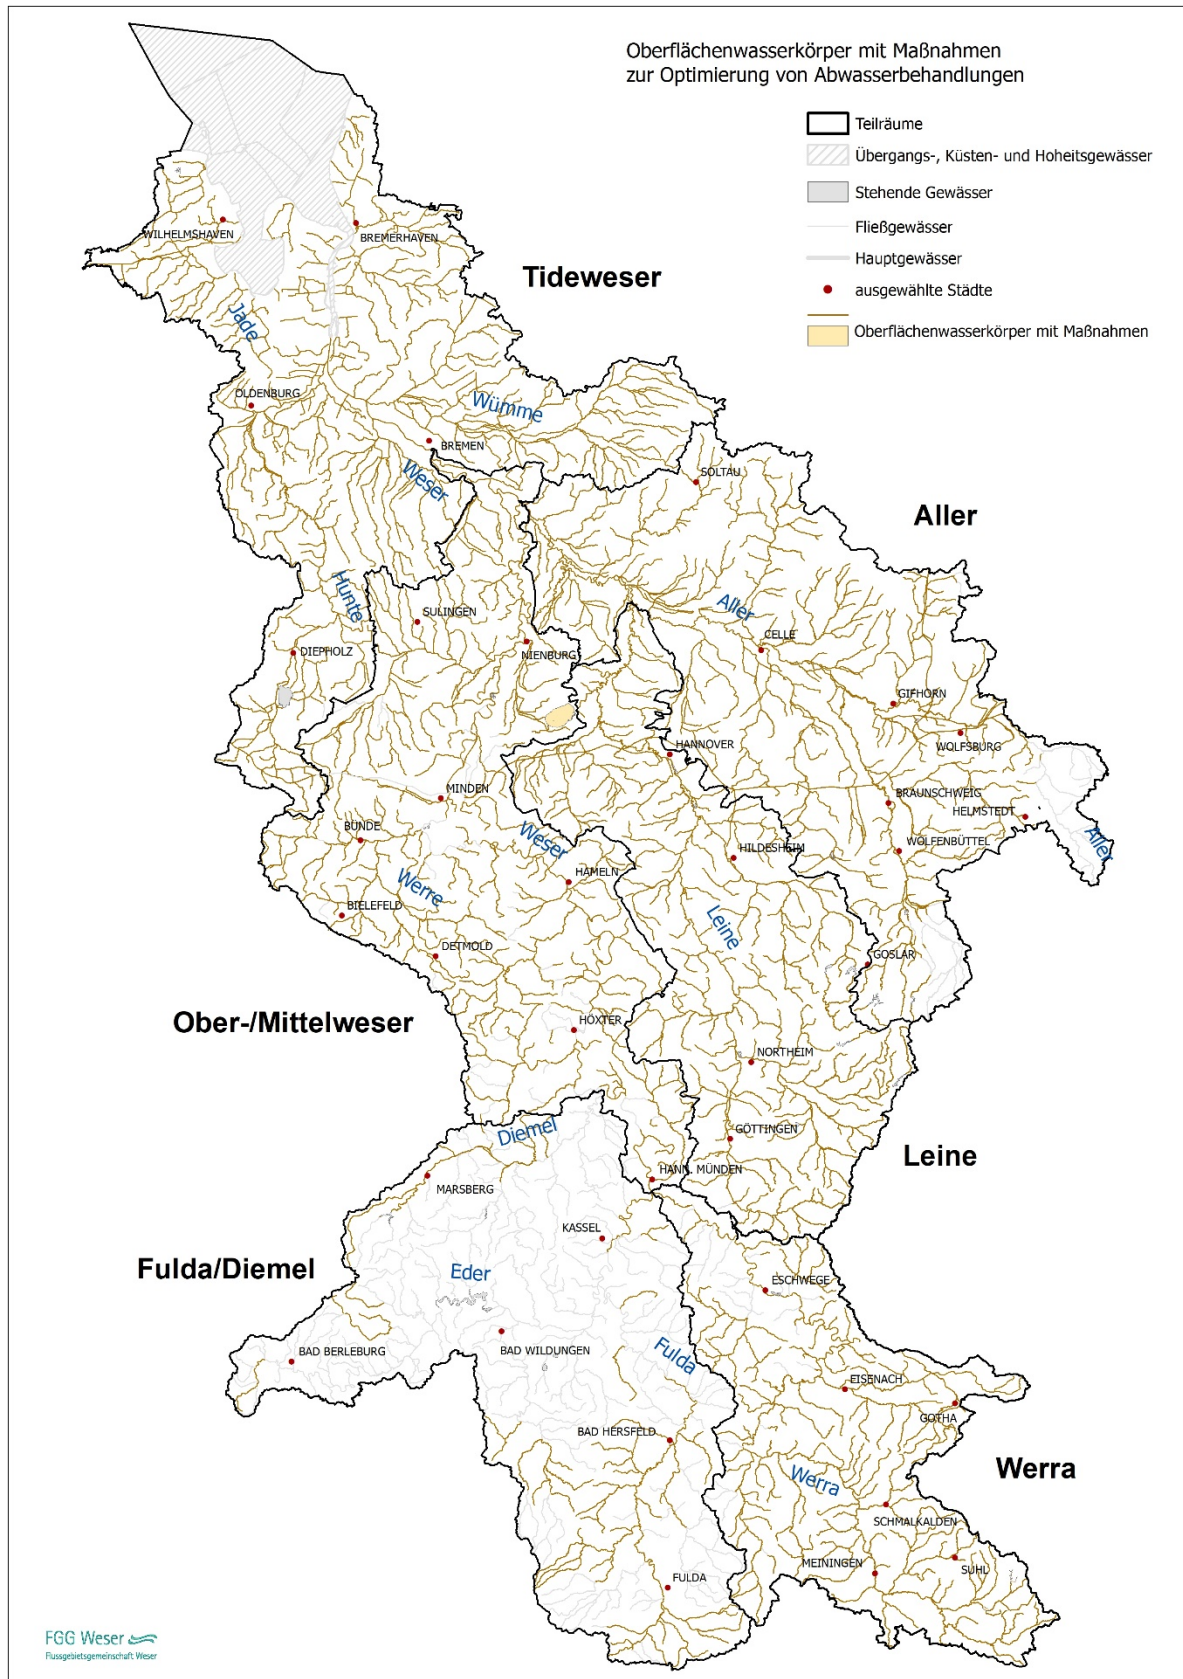 Oberflächenwasserkörper mit Maßnahmen
zur Optimierung von Abwasserbehandlungen
Teilräume
Übergangs-, Küsten- und Hoheitsgewässer
Stehende Gewässer
Fließgewässer
Hauptgewässer
ausgewählte Städte
Oberflächenwasserkörper mit Maßnahmen
WILHELMSHAVEN
BREMERHAVEN
Tideweser
Jade
OLDENBURG
Wümme
BREMEN
Weser
SOLTAU
Aller
Hunte
SULINGEN
Aller
CELLE
DIEPHOLZ
NIENBURG
GIFHORN
HANNOVER
WOLFSBURG
MINDEN
BRAUNSCHWEIG
HELMSTEDT
BÜNDE
Weser
Aller
HILDESHEIM
WOLFENBÜTTEL
Werre
HAMELN
BIELEFELD
Leine
DETMOLD
GOSLAR
Ober-/Mittelweser
HÖXTER
NORTHEIM
Diemel
GÖTTINGEN
Leine
MARSBERG
HANN. MÜNDEN
KASSEL
Fulda/Diemel
Eder
ESCHWEGE
BAD BERLEBURG
BAD WILDUNGEN
Fulda
EISENACH
GOTHA
BAD HERSFELD
Werra
Werra
SCHMALKALDEN
MEININGEN
SUHL
FULDA
FGG Weser
Flussgebietsgemeinschaft Weser